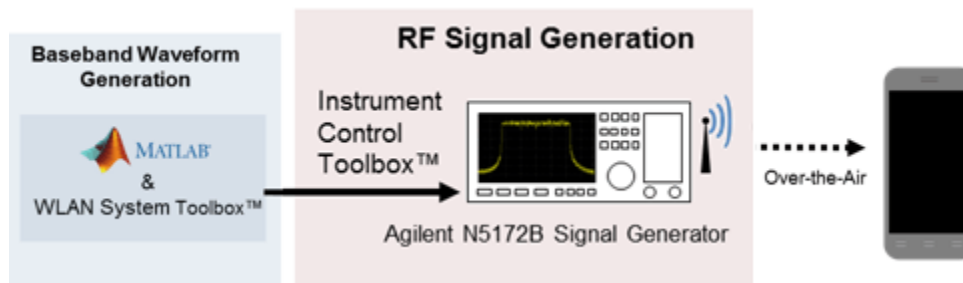 Baseband Waveform
Generation
MATLAB®
&
WLAN System Toolbox™
RF Signal Generation
Instrument
Control
Toolbox™
Agilent N5172B Signal Generator
Over-the-Air